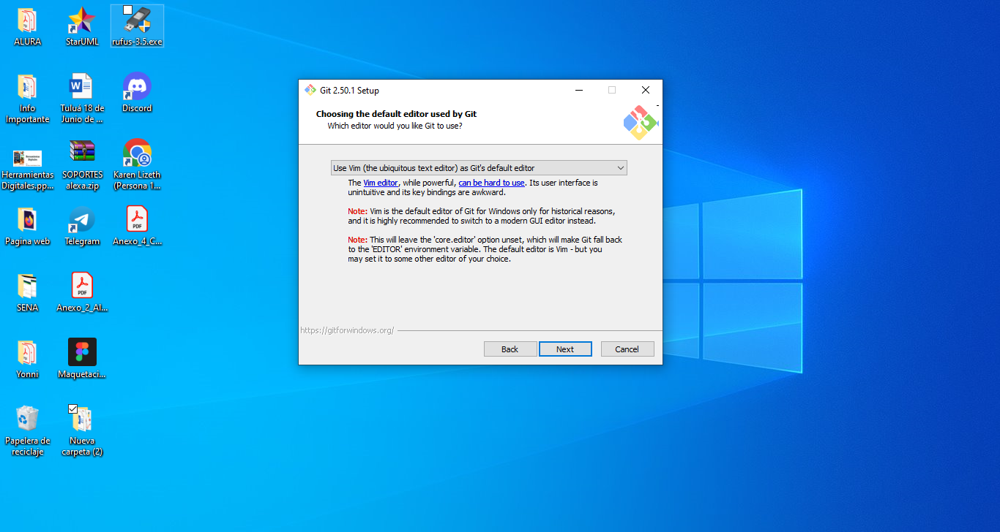 ALURA
StarUML
rufus-3.5.exe
Info
Importante
Tuluá 18 de
Junio de ...
Discord
Herramientas
Digitales.pp...
SOPORTES
alexa.zip
Karen Lizeth
(Persona 1...
Pagina web
Telegram
PDF
Anexo_4_C...
SENA
PDF
Anexo_2_Al...
Yonni
Maquetaci...
Papelera de
reciclaje
Nueva
carpeta (2)
Git 2.50.1 Setup
Choosing the default editor used by Git
Which editor would you like Git to use?
Use Vim (the ubiquitous text editor) as Git's default editor
The Vim editor, while powerful, can be hard to use. Its user interface is
unintuitive and its key bindings are awkward.
Note: Vim is the default editor of Git for Windows only for historical reasons,
and it is highly recommended to switch to a modern GUI editor instead.
Note: This will leave the 'core.editor' option unset, which will make Git fall back
to the 'EDITOR' environment variable. The default editor is Vim - but you
may set it to some other editor of your choice.
https://gitforwindows.org/
Back
Next
Cancel